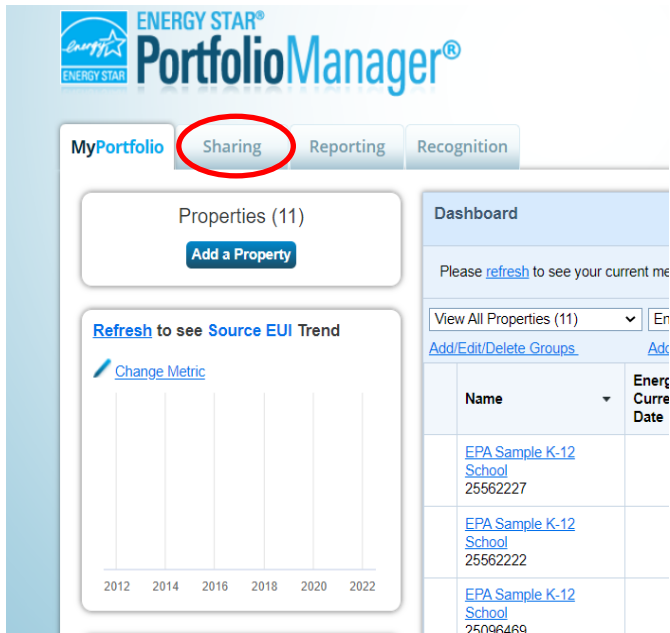 ENERGY STAR®
PortfolioManager®
energy
ENERGY STAR
MyPortfolio Sharing Reporting Recognition
Properties (11)
Add a Property
Refresh to see Source EUI Trend
Change Metric
2012 2014 2016 2018 2020 2022
Dashboard
Please refresh to see your current me
View All Properties (11) En
Add/Edit/Delete Groups Add
Name
Energ
Curre
Date
EPA Sample K-12
School
25562227
EPA Sample K-12
School
25562222
EPA Sample K-12
School
25096469